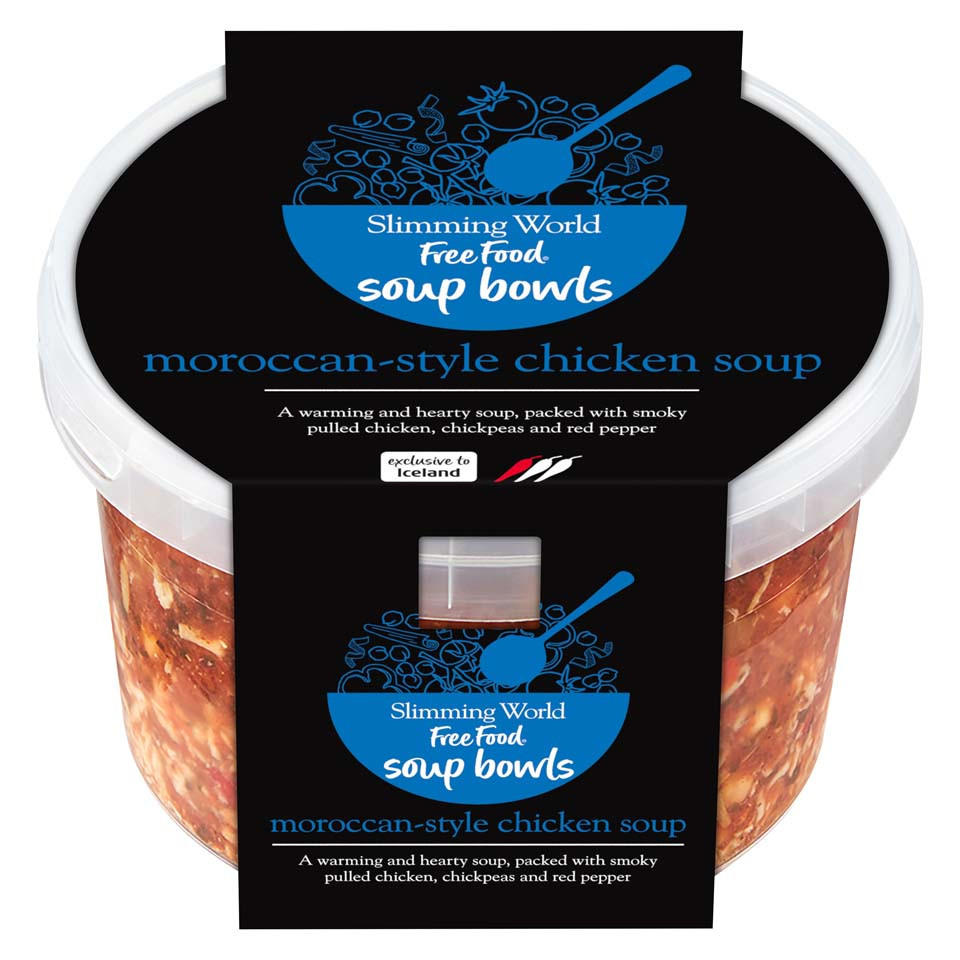 Slimming World
Free Food®
soup bowls
moroccan-style chicken soup
A warming and hearty soup, packed with smoky
pulled chicken, chickpeas and red pepper
exclusive to
Iceland
Slimming World
Free Food®
soup bowls
moroccan-style chicken soup
A warming and hearty soup, packed with smoky
pulled chicken, chickpeas and red pepper